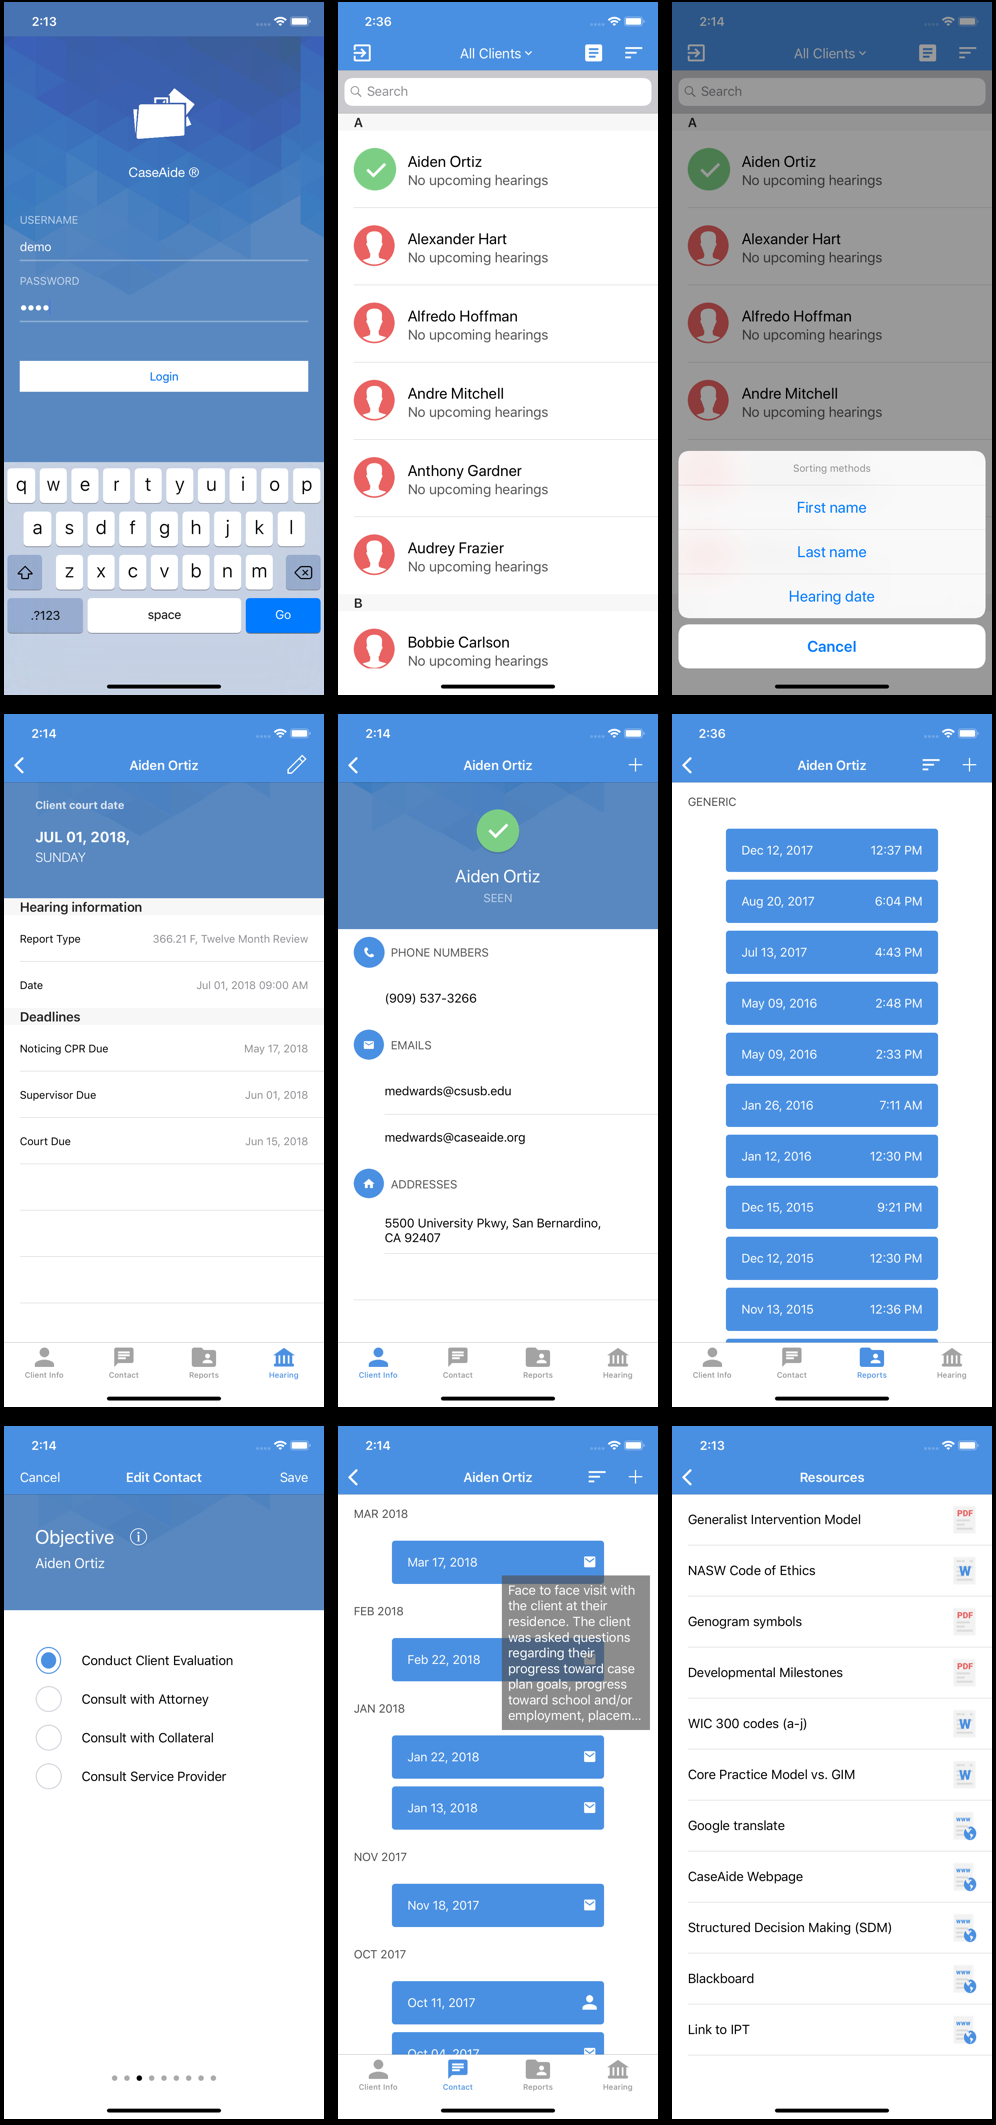 2:13
CaseAide ®
USERNAME
demo
PASSWORD
Login
q w e r t y u i o p
a s d f g h j k l
z x c v b n m
.?123 space Go
2:36
All Clients
Search
A
Aiden Ortiz
No upcoming hearings
Alexander Hart
No upcoming hearings
Alfredo Hoffman
No upcoming hearings
Andre Mitchell
No upcoming hearings
Anthony Gardner
No upcoming hearings
Audrey Frazier
No upcoming hearings
B
Bobbie Carlson
No upcoming hearings
2:14
All Clients
Search
A
Aiden Ortiz
No upcoming hearings
Alexander Hart
No upcoming hearings
Alfredo Hoffman
No upcoming hearings
Andre Mitchell
No upcoming hearings
Sorting methods
First name
Last name
Hearing date
Cancel
2:14
Aiden Ortiz
Client court date
JUL 01, 2018,
SUNDAY
Hearing information
Report Type 366.21 F, Twelve Month Review
Date Jul 01, 2018 09:00 AM
Deadlines
Noticing CPR Due May 17, 2018
Supervisor Due Jun 01, 2018
Court Due Jun 15, 2018
Client Info Contact Reports Hearing
2:14
Aiden Ortiz
Aiden Ortiz
SEEN
PHONE NUMBERS
(909) 537-3266
EMAILS
medwards@csusb.edu
medwards@caseaide.org
ADDRESSES
5500 University Pkwy, San Bernardino,
CA 92407
Client Info Contact Reports Hearing
2:36
Aiden Ortiz
GENERIC
Dec 12, 2017 12:37 PM
Aug 20, 2017 6:04 PM
Jul 13, 2017 4:43 PM
May 09, 2016 2:48 PM
May 09, 2016 2:33 PM
Jan 26, 2016 7:11 AM
Jan 12, 2016 12:30 PM
Dec 15, 2015 9:21 PM
Dec 12, 2015 12:30 PM
Nov 13, 2015 12:36 PM
Client Info Contact Reports Hearing
2:14
Cancel Edit Contact Save
Objective
Aiden Ortiz
Conduct Client Evaluation
Consult with Attorney
Consult with Collateral
Consult Service Provider
2:14
Aiden Ortiz
MAR 2018
Mar 17, 2018
Face to face visit with
the client at their
residence. The client
was asked questions
regarding their
progress toward case
plan goals, progress
toward school and/or
employment, placem...
FEB 2018
Feb 22, 2018
JAN 2018
Jan 22, 2018
Jan 13, 2018
NOV 2017
Nov 18, 2017
OCT 2017
Oct 11, 2017
Oct 04, 2017
Client Info Contact Reports Hearing
2:13
Resources
Generalist Intervention Model PDF
NASW Code of Ethics W
Genogram symbols PDF
Developmental Milestones PDF
WIC 300 codes (a-j) W
Core Practice Model vs. GIM W
Google translate www
CaseAide Webpage www
Structured Decision Making (SDM) www
Blackboard www
Link to IPT www